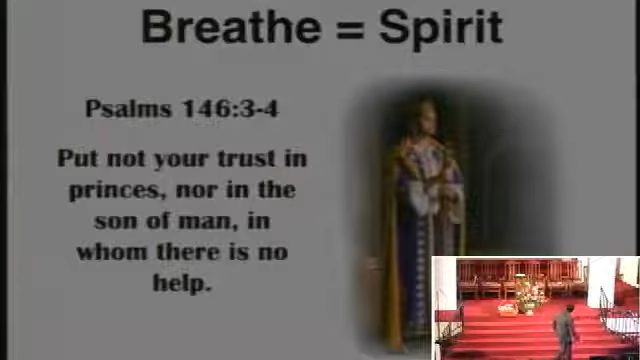 Breathe = Spirit
Psalms 146:3-4
Put not your trust in
princes, nor in the
son of man, in
whom there is no
help.